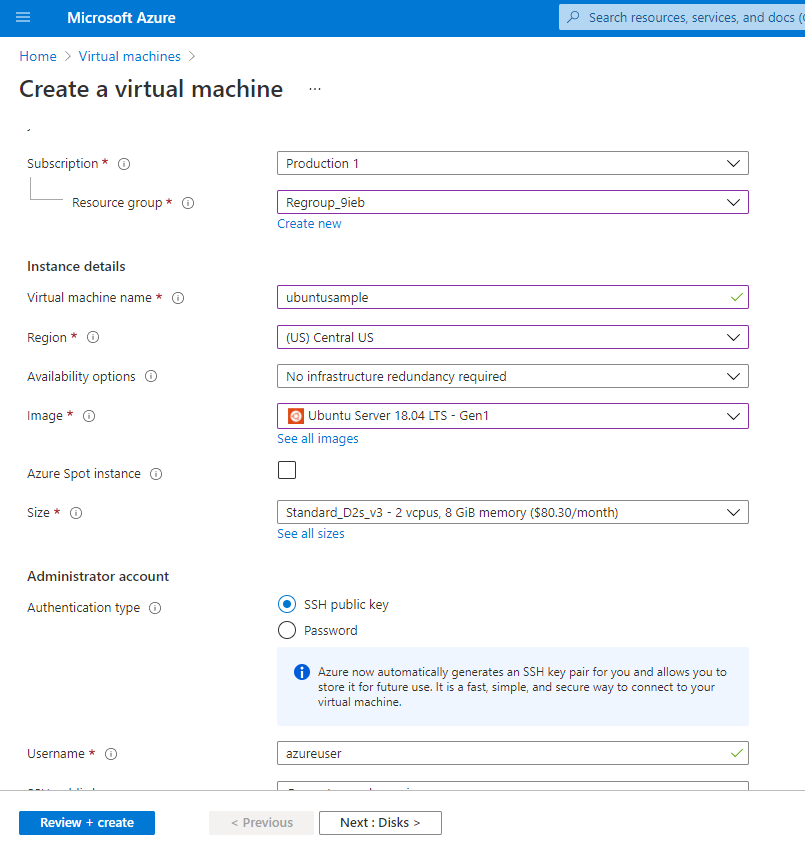 Microsoft Azure
Search resources, services, and docs (
Home > Virtual machines >
Create a virtual machine ...
Subscription * Production 1
Resource group * Regroup_9ieb
Create new
Instance details
Virtual machine name * ubuntusample
Region * (US) Central US
Availability options No infrastructure redundancy required
Image * Ubuntu Server 18.04 LTS - Gen1
See all images
Azure Spot instance
Size * Standard_D2s_v3 - 2 vcpus, 8 GiB memory ($80.30/month)
See all sizes
Administrator account
Authentication type SSH public key
Password
Azure now automatically generates an SSH key pair for you and allows you to
store it for future use. It is a fast, simple, and secure way to connect to your
virtual machine.
Username * azureuser
Review + create < Previous Next : Disks >